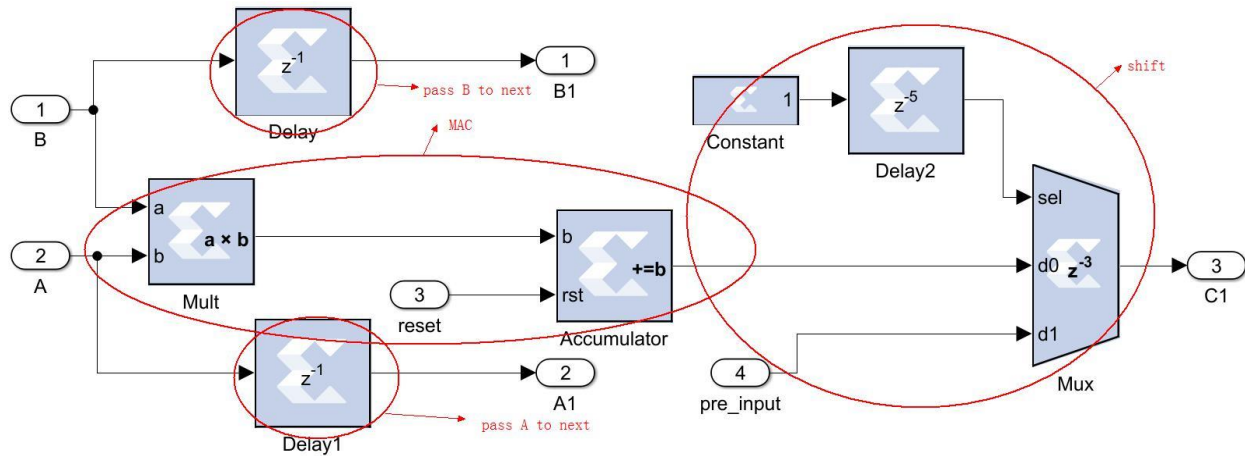 z-1
Delay
pass B to next
1
B1
1
B
MAC
shift
1
Constant
z-5
Delay2
a
b
a × b
Mult
2
A
3
reset
b
rst
+=b
Accumulator
sel
d0
d1
z-3
Mux
3
C1
4
pre_input
z-1
Delay1
2
A1
pass A to next